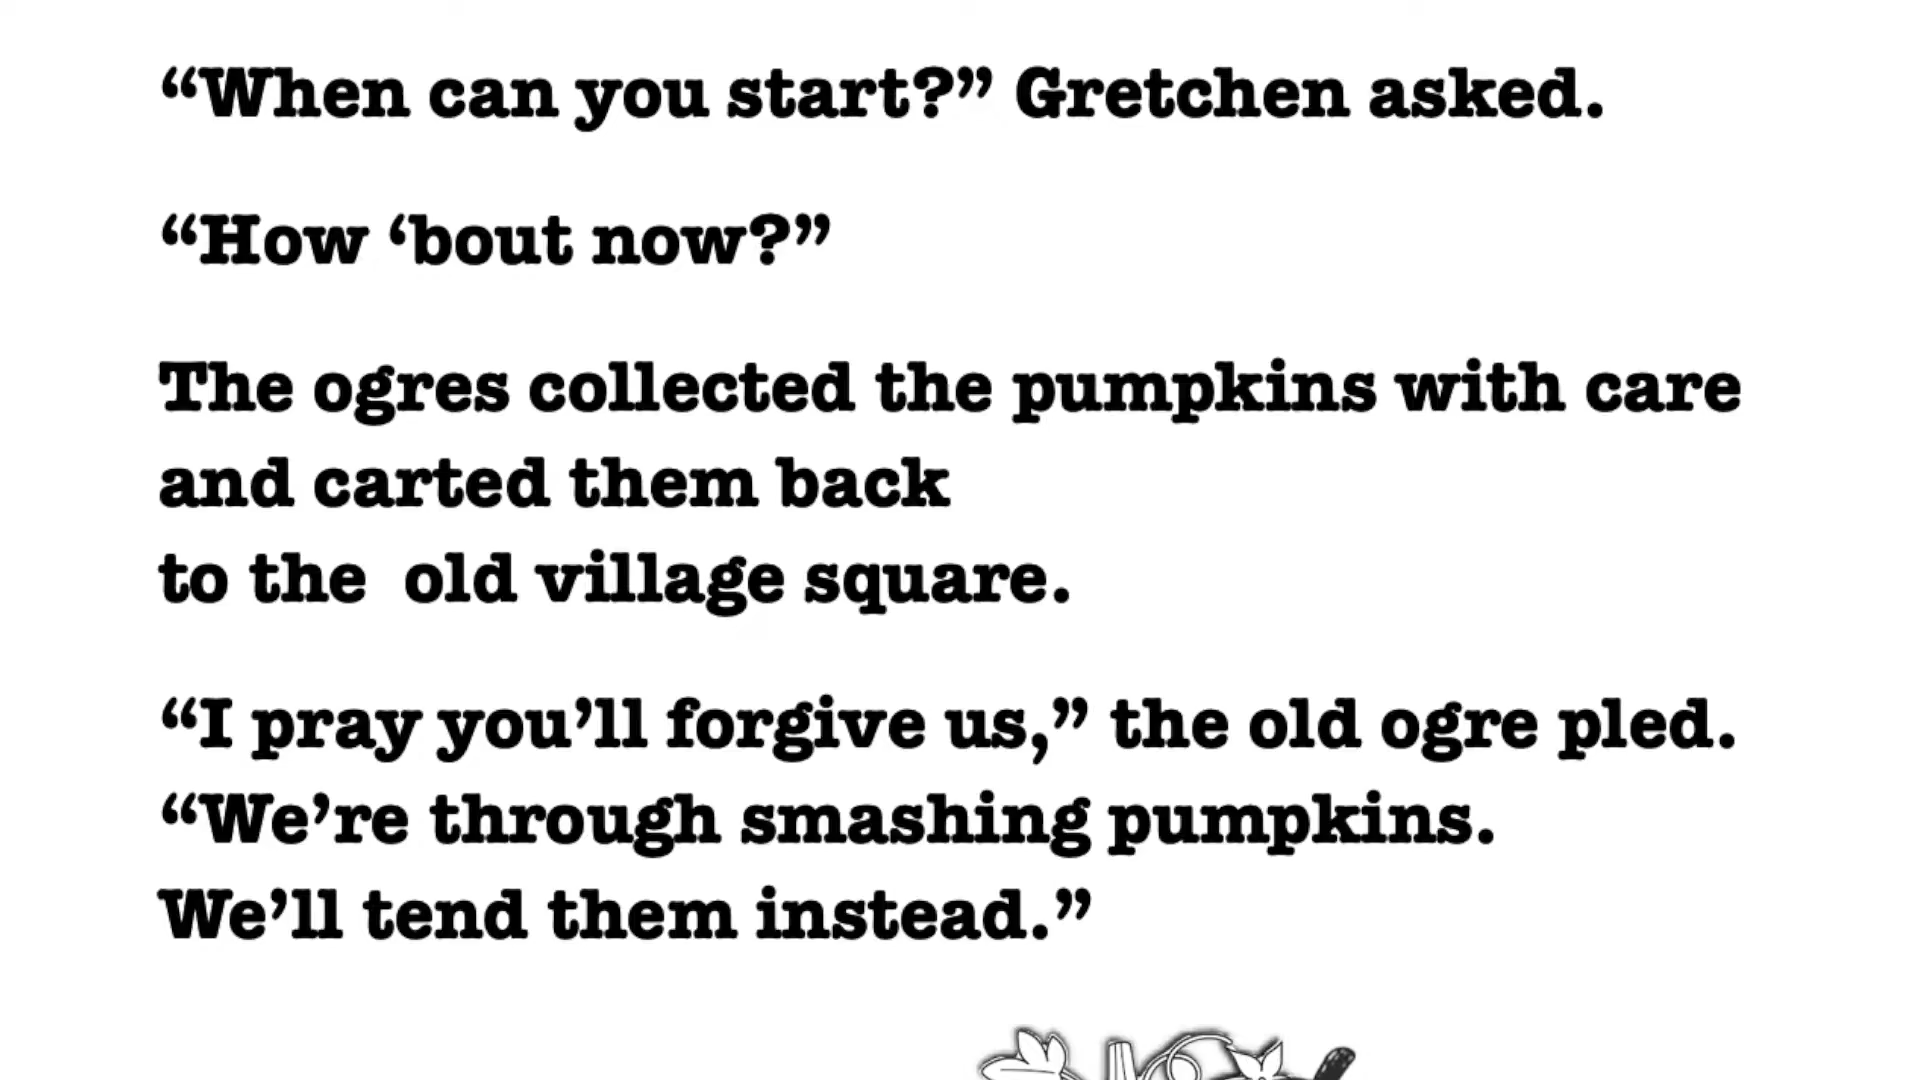 “When can you start?” Gretchen asked.
“How ‘bout now?”
The ogres collected the pumpkins with care
and carted them back
to the  old village square.
“I pray you’ll forgive us,” the old ogre pled.
“We’re through smashing pumpkins.
We’ll tend them instead.”